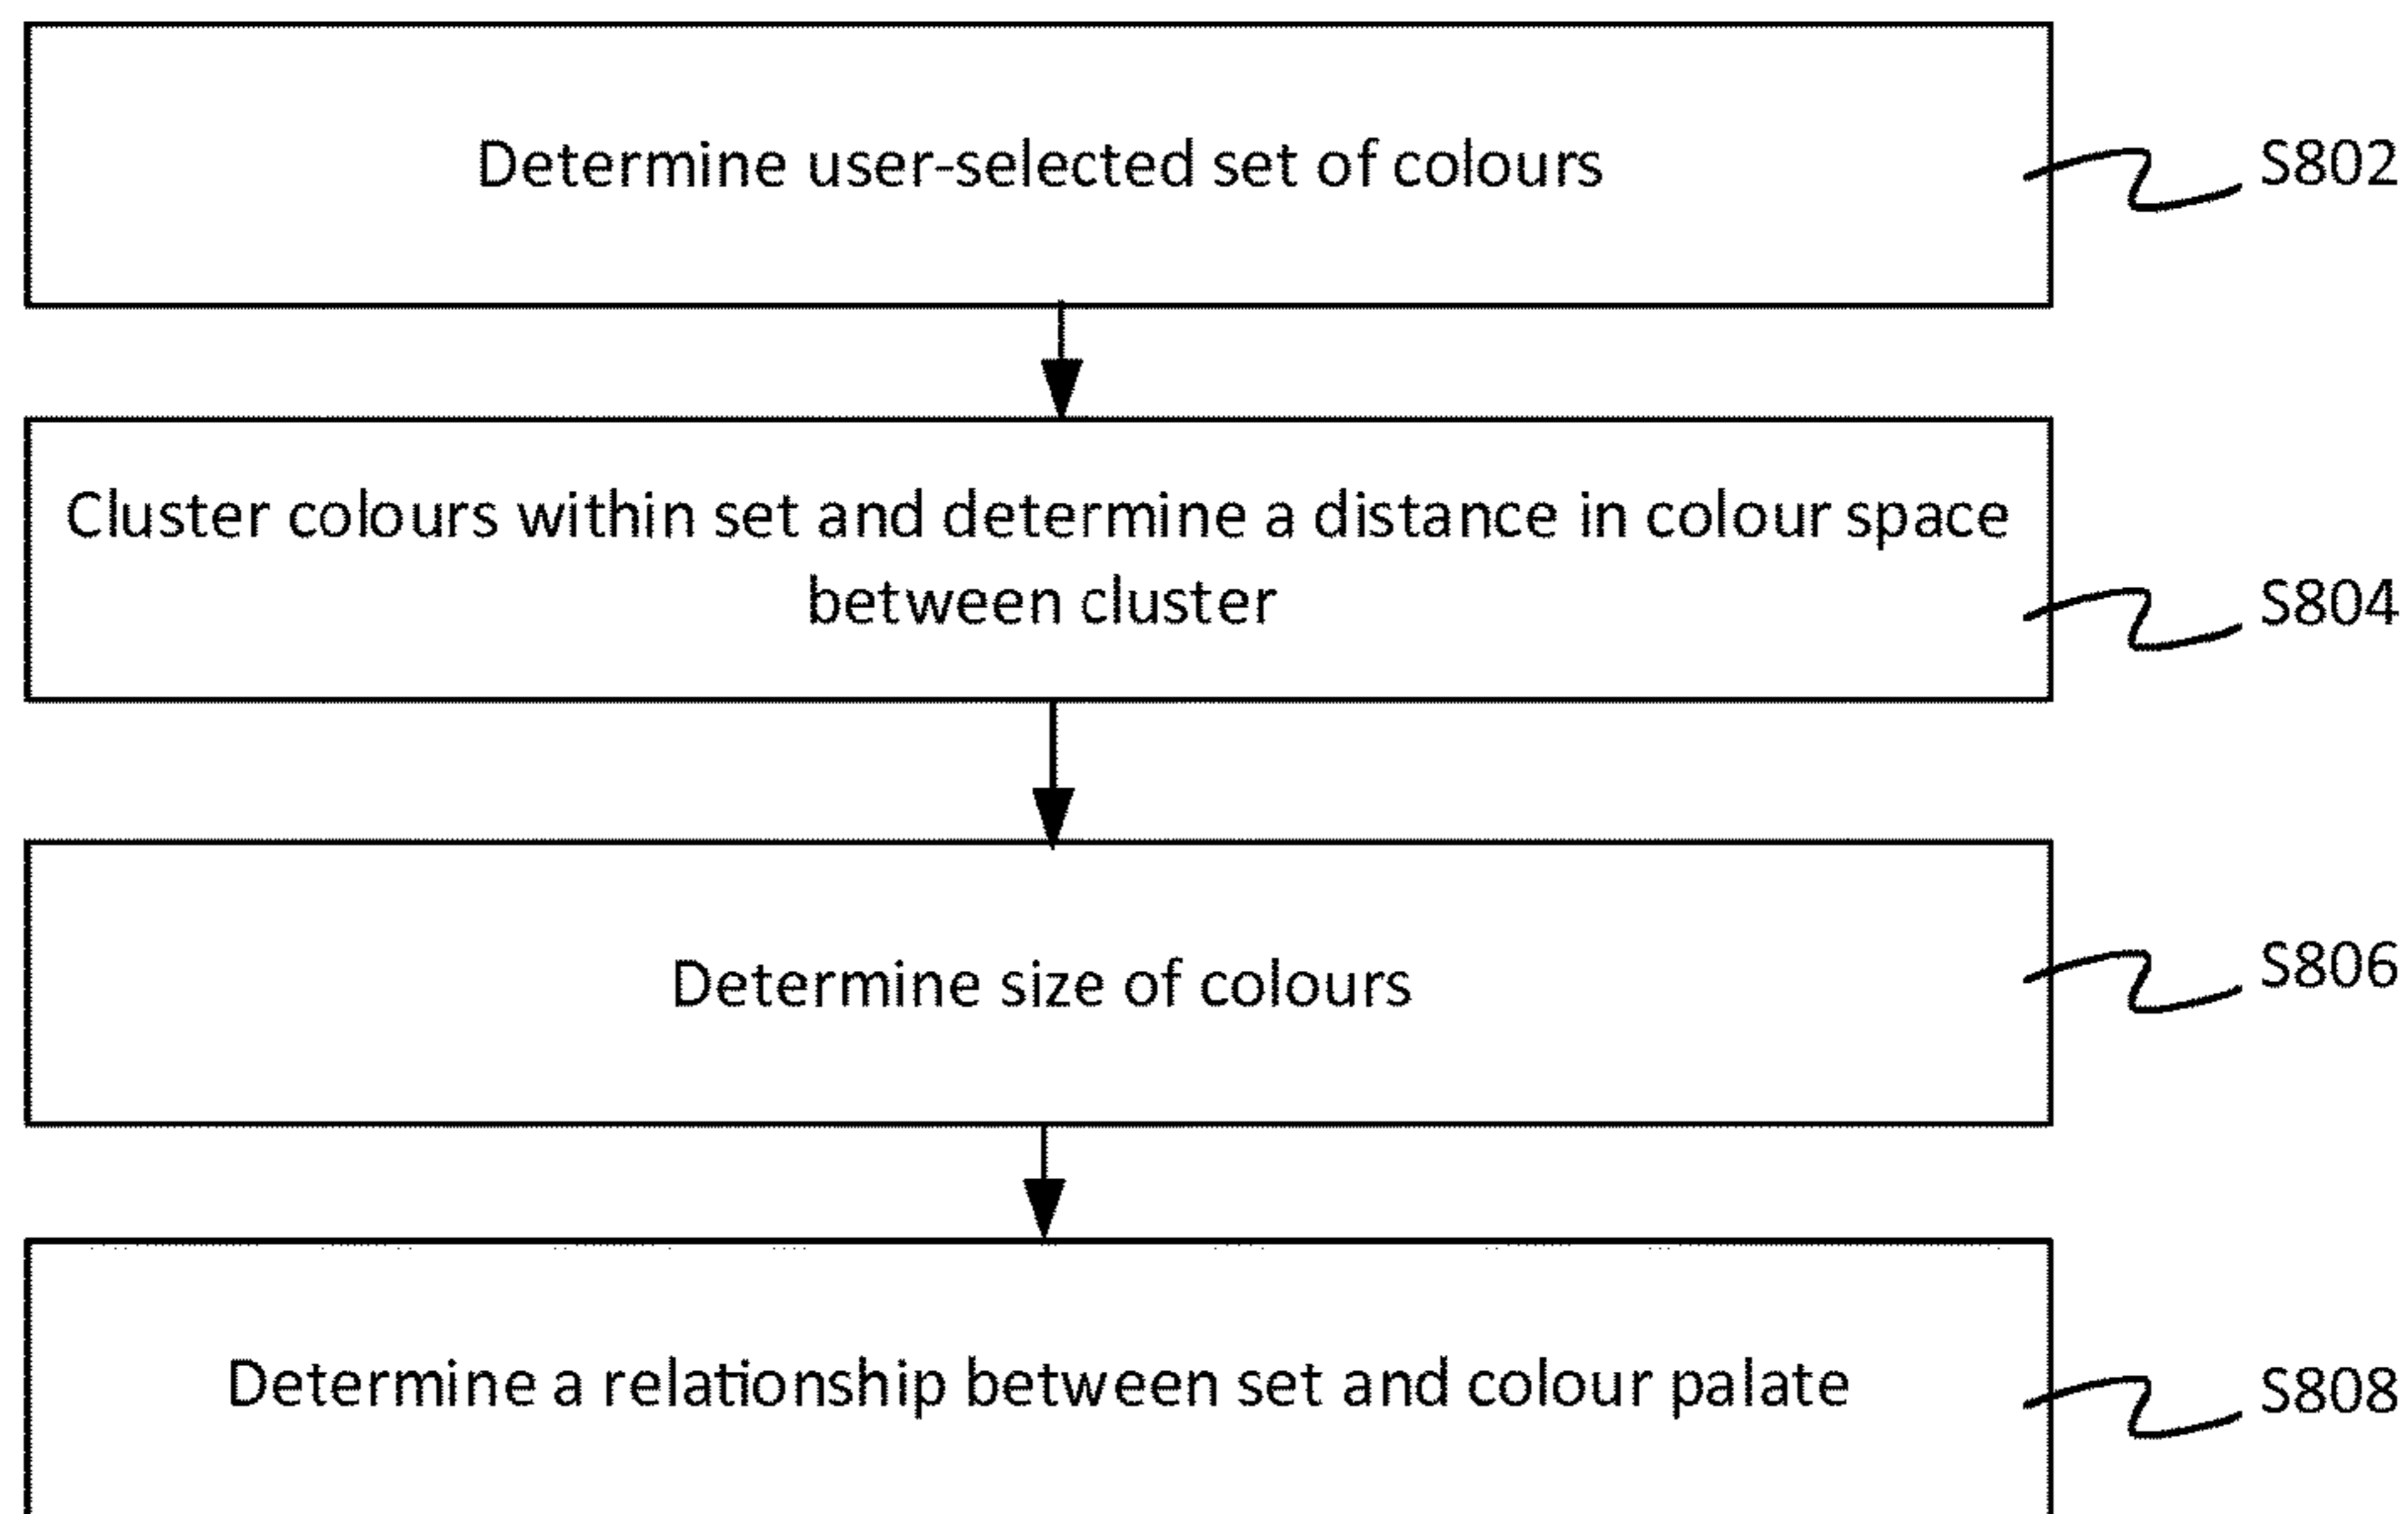 Determine user-selected set of colours
S802
Cluster colours within set and determine a distance in colour space
between cluster
S804
Determine size of colours
S806
Determine a relationship between set and colour palate
S808